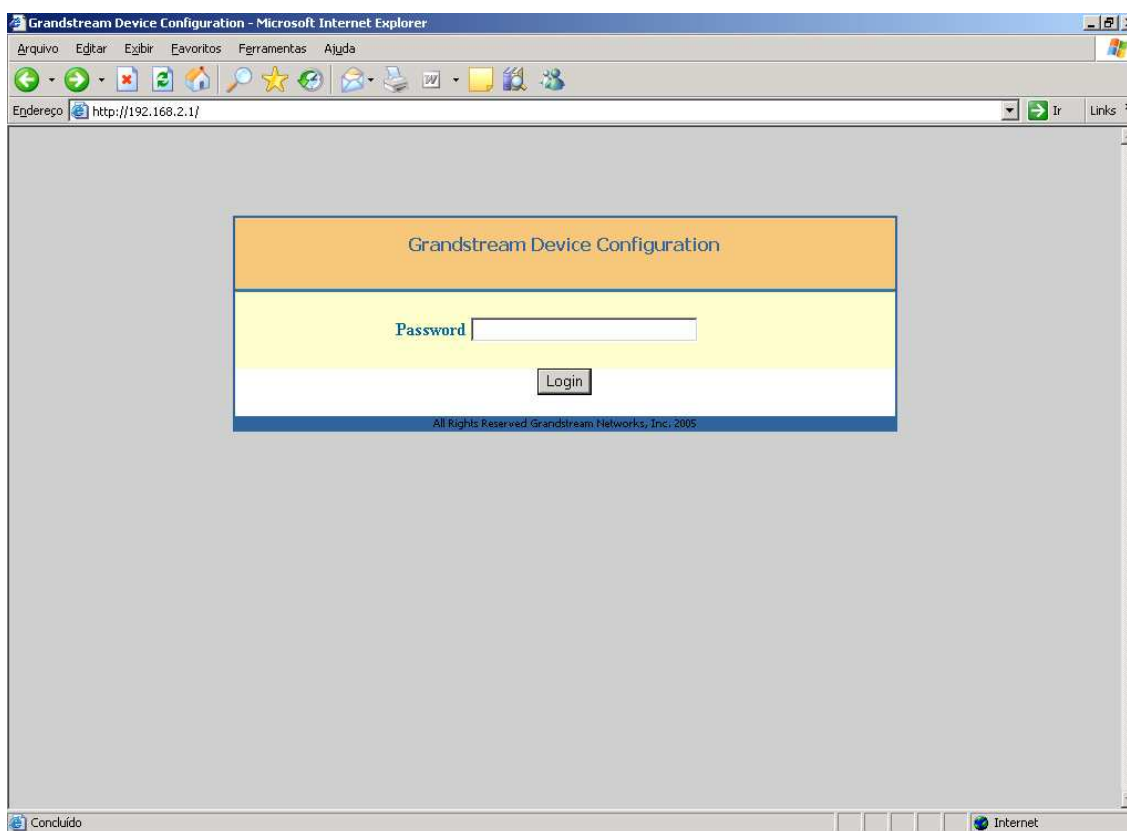 Grandstream Device Configuration - Microsoft Internet Explorer
Arquivo Editar Exibir Favoritos Ferramentas Ajuda
Endereço http://192.168.2.1/ Ir Links
Grandstream Device Configuration
Password
Login
All Rights Reserved Grandstream Networks, Inc. 2005
Concluído Internet